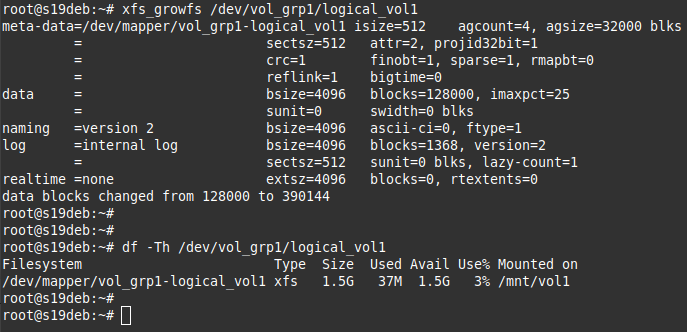 root@s19deb:~# xfs_growfs /dev/vol_grp1/logical_vol1
meta-data=/dev/mapper/vol_grp1-logical_vol1 isize=512    agcount=4, agsize=32000 blks
         =                       sectsz=512   attr=2, projid32bit=1
         =                       crc=1        finobt=1, sparse=1, rmapbt=0
         =                       reflink=1    bigtime=0
data     =                       bsize=4096   blocks=128000, imaxpct=25
         =                       sunit=0      swidth=0 blks
naming   =version 2              bsize=4096   ascii-ci=0, ftype=1
log      =internal log           bsize=4096   blocks=1368, version=2
         =                       sectsz=512   sunit=0 blks, lazy-count=1
realtime =none                   extsz=4096   blocks=0, rtextents=0
data blocks changed from 128000 to 390144
root@s19deb:~#
root@s19deb:~#
root@s19deb:~# df -Th /dev/vol_grp1/logical_vol1
Filesystem                        Type  Size  Used Avail Use% Mounted on
/dev/mapper/vol_grp1-logical_vol1 xfs   1.5G   37M  1.5G   3% /mnt/vol1
root@s19deb:~#
root@s19deb:~#